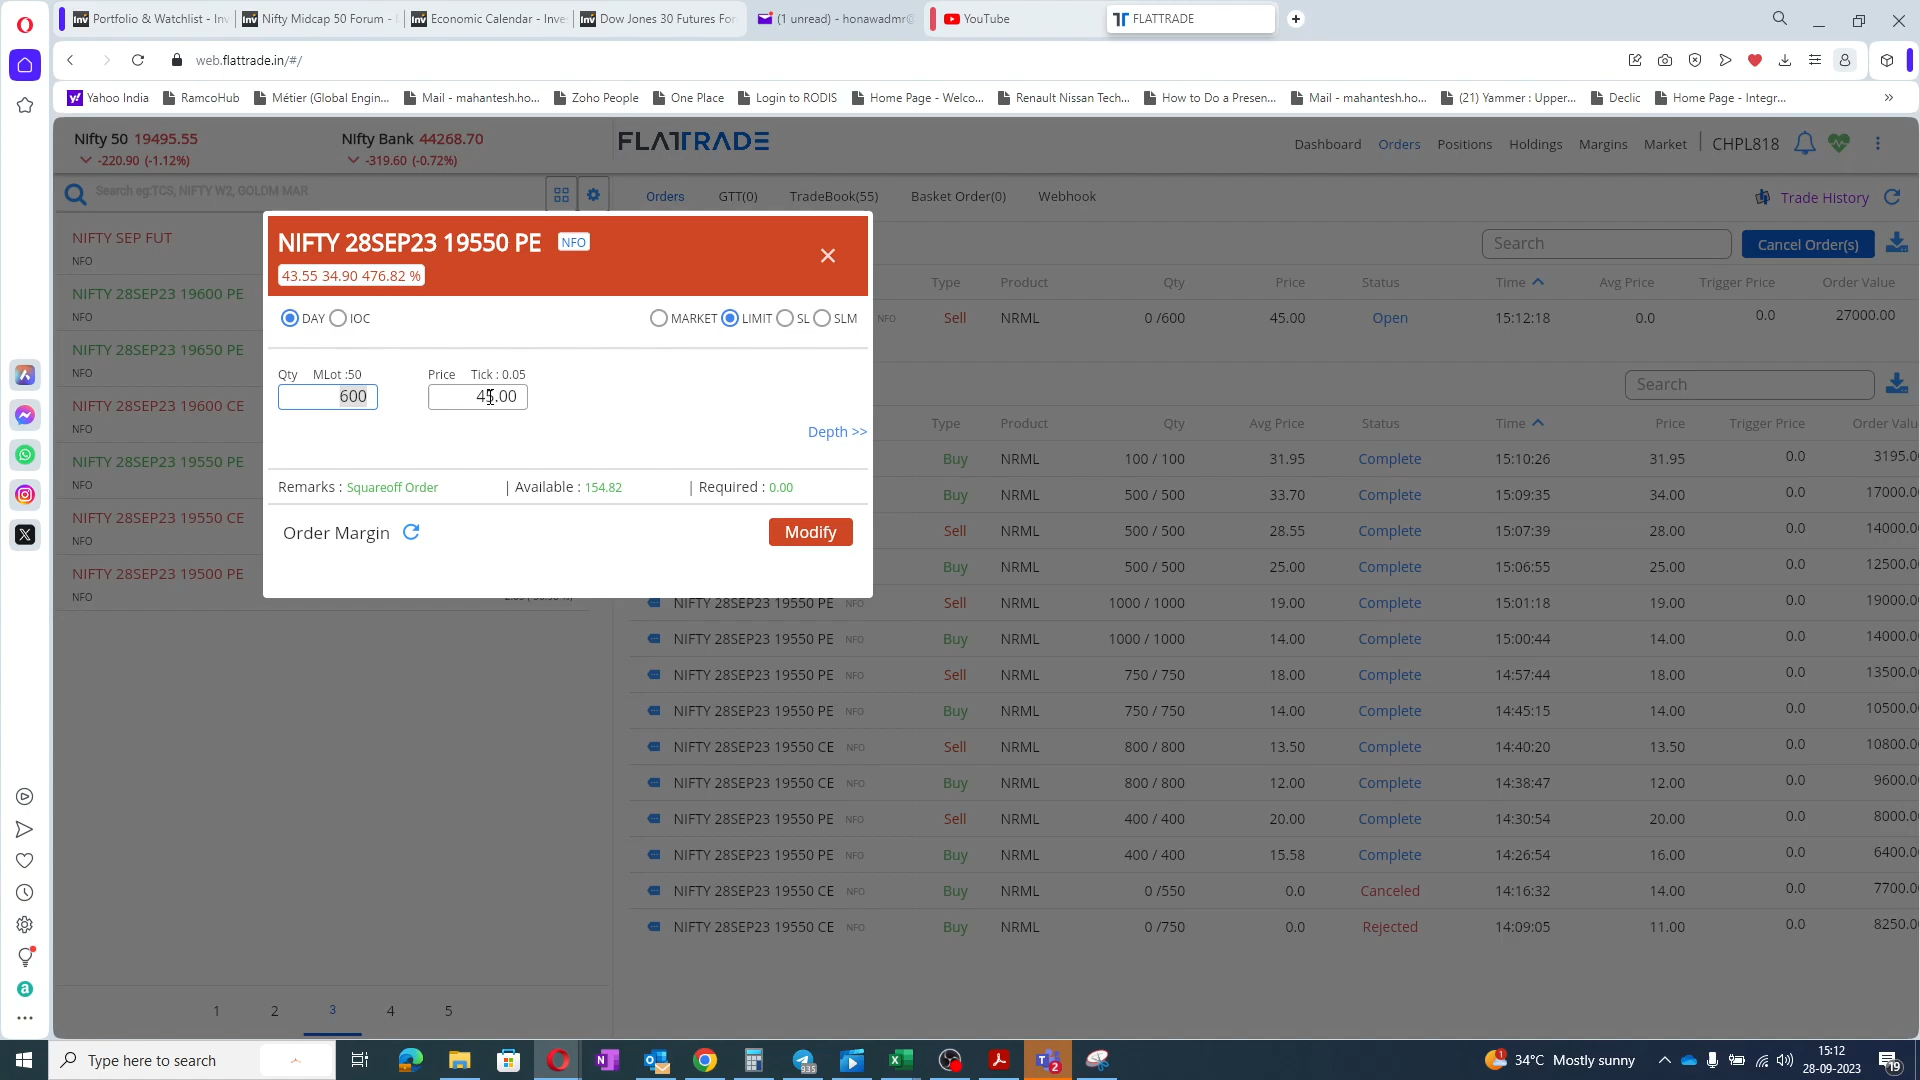 Portfolio & Watchlist - Inv
Nifty Midcap 50 Forum -
Economic Calendar - Inve
Dow Jones 30 Futures For
(1 unread) - honawadmr@
YouTube
FLATTRADE
web.flattrade.in/#/
Yahoo India
RamcoHub
Métier (Global Engin...
Mail - mahantesh.ho...
Zoho People
One Place
Login to RODIS
Home Page - Welco...
Renault Nissan Tech...
How to Do a Presen...
Mail - mahantesh.ho...
(21) Yammer : Upper...
Declic
Home Page - Integr...
Nifty 50 19495.55
-220.90 (-1.12%)
Nifty Bank 44268.70
-319.60 (-0.72%)
FLATTRADE
Dashboard Orders Positions Holdings Margins Market CHPL818
Search eg:TCS, NIFTY W2, GOLDM MAR
Orders GTT(0) TradeBook(55) Basket Order(0) Webhook
Trade History
NIFTY SEP FUT
NFO
NIFTY 28SEP23 19600 PE
NFO
NIFTY 28SEP23 19650 PE
NFO
NIFTY 28SEP23 19600 CE
NFO
NIFTY 28SEP23 19550 PE
NFO
NIFTY 28SEP23 19550 CE
NFO
NIFTY 28SEP23 19500 PE
NFO
1 2 3 4 5
NIFTY 28SEP23 19550 PE NFO
43.55 34.90 476.82 %
DAY IOC MARKET LIMIT SL SLM
Qty MLot :50 Price Tick : 0.05
600 45.00
Depth >>
Remarks : Squareoff Order | Available : 154.82 | Required : 0.00
Order Margin Modify
Search Cancel Order(s)
Type Product Qty Price Status Time Avg Price Trigger Price Order Value
NFO Sell NRML 0 /600 45.00 Open 15:12:18 0.0 0.0 27000.00
Search
Type Product Qty Avg Price Status Time Price Trigger Price Order Valu
Buy NRML 100 / 100 31.95 Complete 15:10:26 31.95 0.0 3195.0
Buy NRML 500 / 500 33.70 Complete 15:09:35 34.00 0.0 17000.0
Sell NRML 500 / 500 28.55 Complete 15:07:39 28.00 0.0 14000.0
Buy NRML 500 / 500 25.00 Complete 15:06:55 25.00 0.0 12500.0
NIFTY 28SEP23 19550 PE NFO Sell NRML 1000 / 1000 19.00 Complete 15:01:18 19.00 0.0 19000.0
NIFTY 28SEP23 19550 PE NFO Buy NRML 1000 / 1000 14.00 Complete 15:00:44 14.00 0.0 14000.0
NIFTY 28SEP23 19550 PE NFO Sell NRML 750 / 750 18.00 Complete 14:57:44 18.00 0.0 13500.0
NIFTY 28SEP23 19550 PE NFO Buy NRML 750 / 750 14.00 Complete 14:45:15 14.00 0.0 10500.0
NIFTY 28SEP23 19550 CE NFO Sell NRML 800 / 800 13.50 Complete 14:40:20 13.50 0.0 10800.0
NIFTY 28SEP23 19550 CE NFO Buy NRML 800 / 800 12.00 Complete 14:38:47 12.00 0.0 9600.0
NIFTY 28SEP23 19550 PE NFO Sell NRML 400 / 400 20.00 Complete 14:30:54 20.00 0.0 8000.0
NIFTY 28SEP23 19550 PE NFO Buy NRML 400 / 400 15.58 Complete 14:26:54 16.00 0.0 6400.0
NIFTY 28SEP23 19550 CE NFO Buy NRML 0 /550 0.0 Canceled 14:16:32 14.00 0.0 7700.0
NIFTY 28SEP23 19550 CE NFO Buy NRML 0 /750 0.0 Rejected 14:09:05 11.00 0.0 8250.0
Type here to search
34°C Mostly sunny
15:12
28-09-2023
19